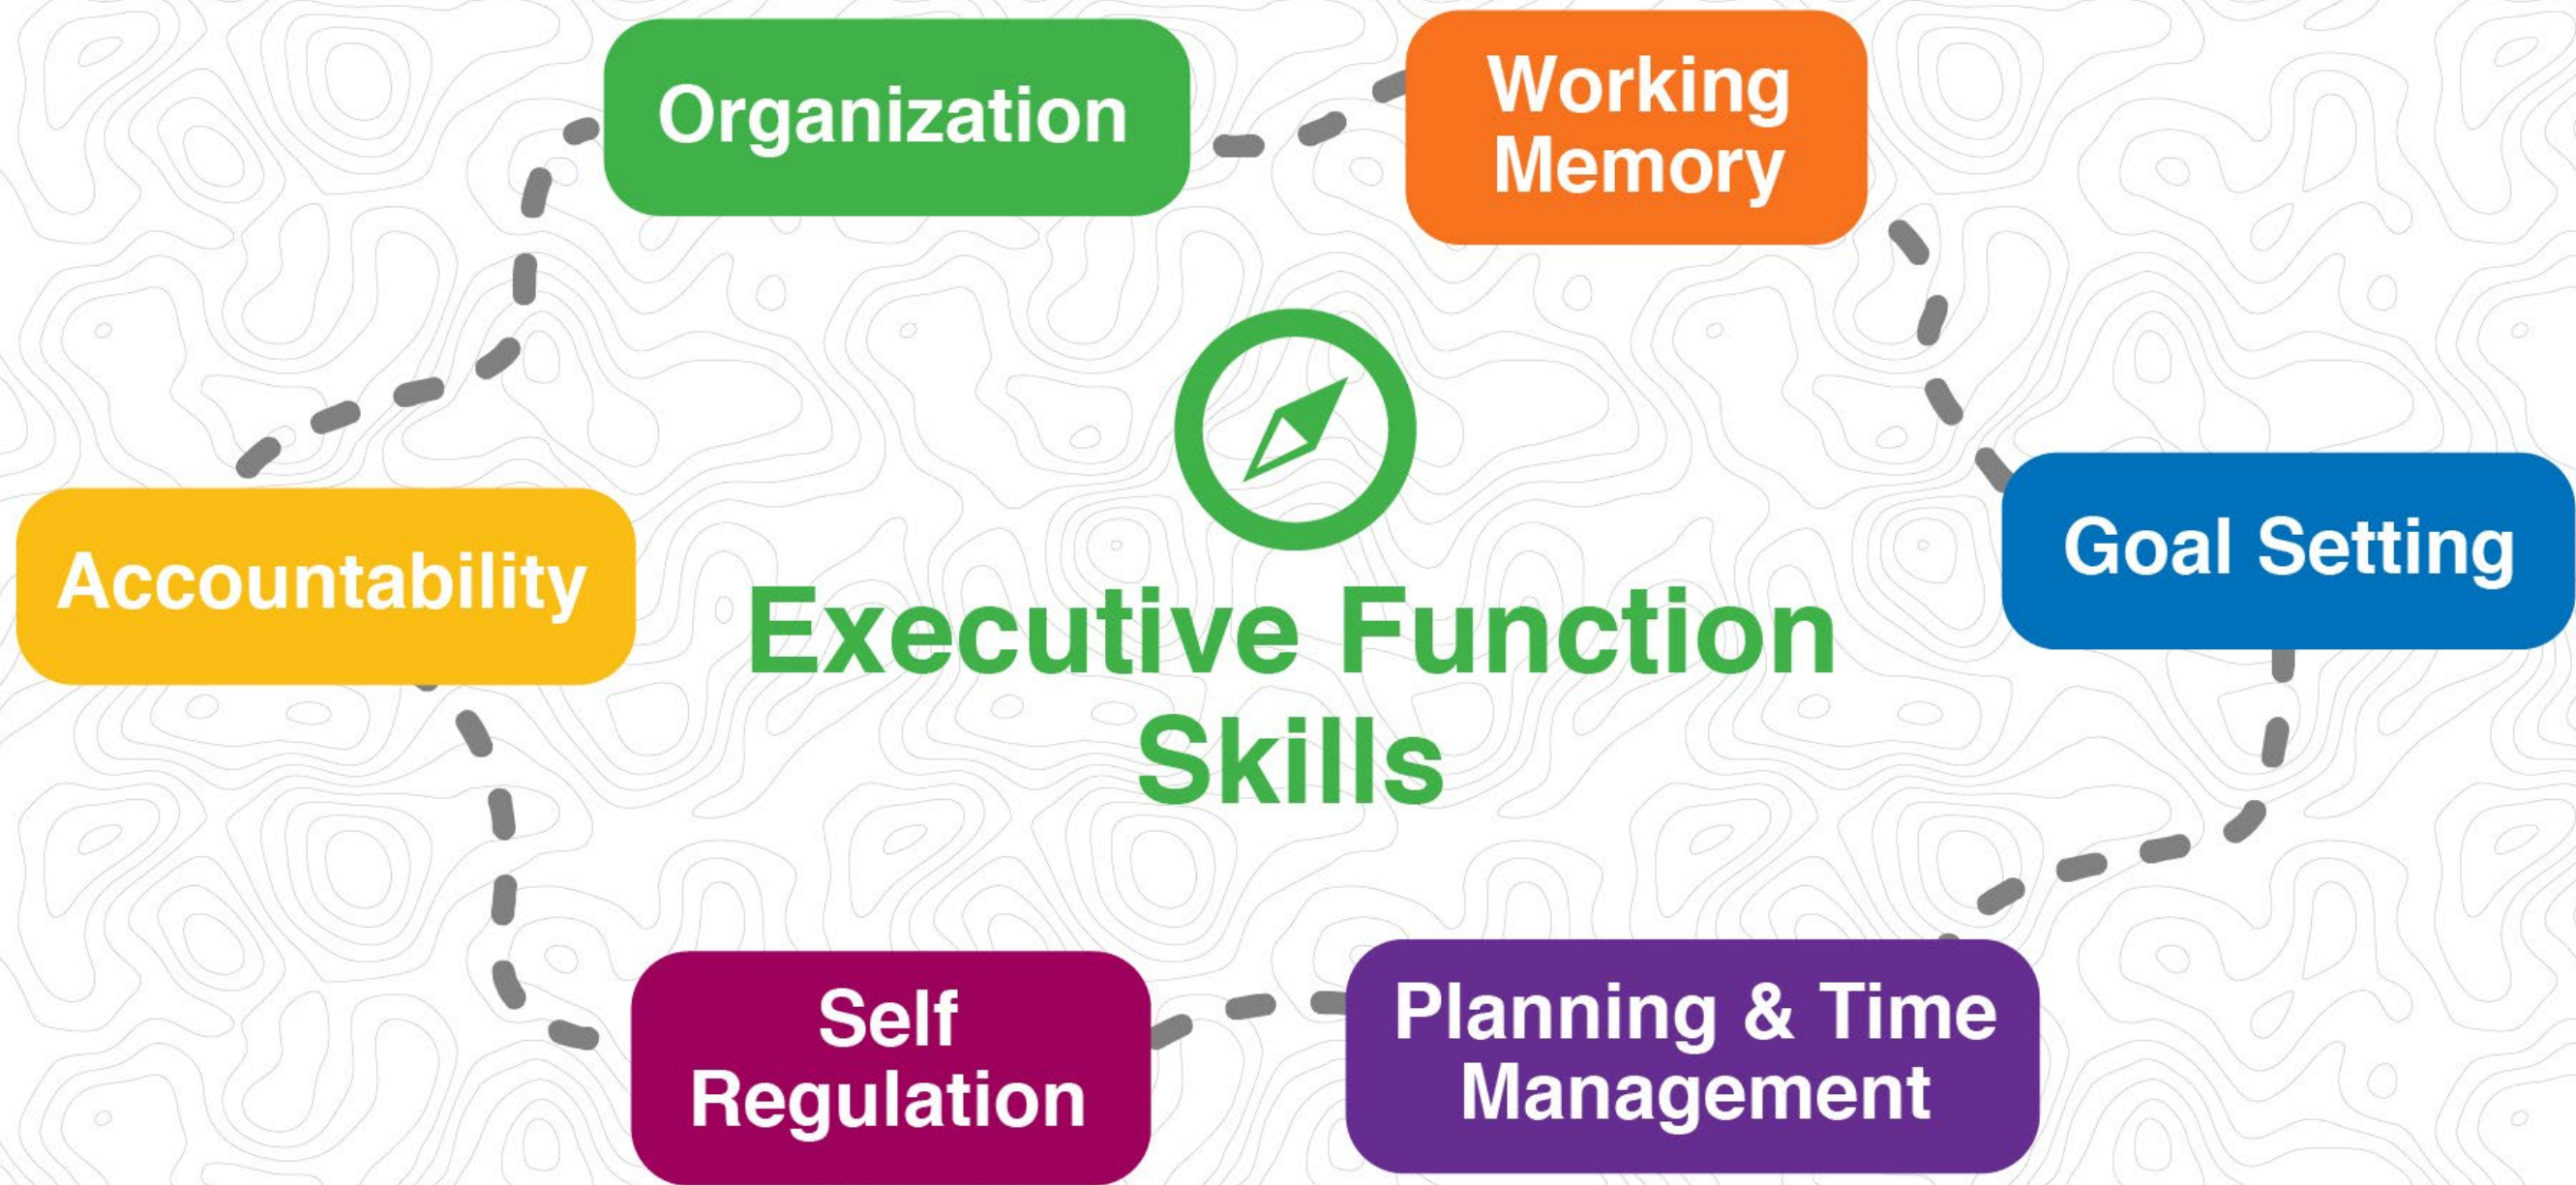 Organization
Working
Memory
Accountability
Goal Setting
Executive Function
Skills
Self
Regulation
Planning & Time
Management